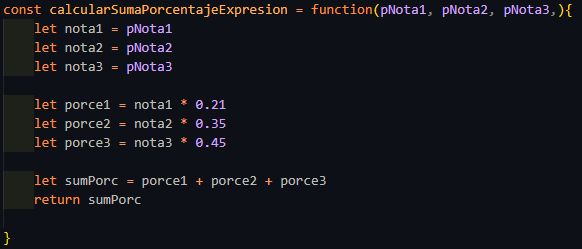 const calcularSumaPorcentajeExpresion = function(pNota1, pNota2, pNota3,){
let nota1 = pNota1
let nota2 = pNota2
let nota3 = pNota3
let porce1 = nota1 * 0.21
let porce2 = nota2 * 0.35
let porce3 = nota3 * 0.45
let sumPorc = porce1 + porce2 + porce3
return sumPorc
}